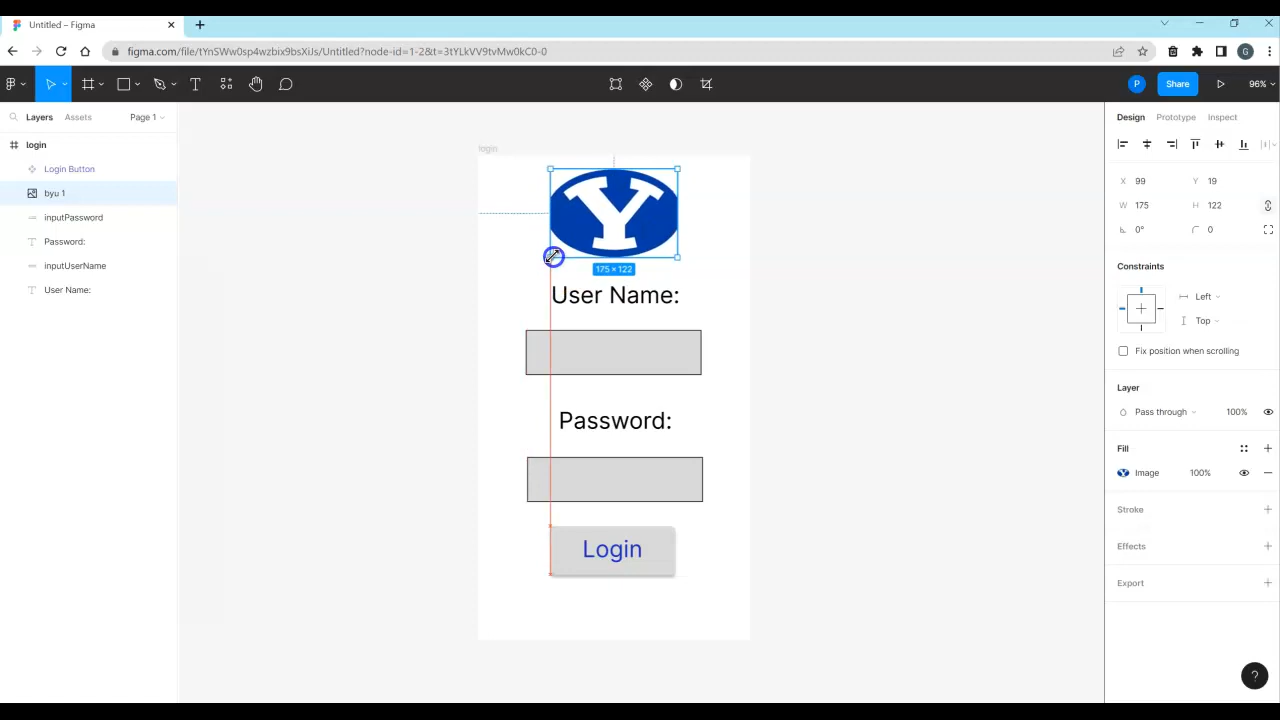 Untitled – Figma
figma.com/file/tYnSWw0sp4wzbix9bsXiJs/Untitled?node-id=1-2&t=3tYLkVV9tvMw0kC0-0
G
P
Share
96%
Layers
Assets
Page 1
login
Login Button
byu 1
inputPassword
Password:
inputUserName
User Name:
login
Y
175 × 122
User Name:
Password:
Login
Design
Prototype
Inspect
X 99
Y 19
W 175
H 122
0°
0
Constraints
Left
Top
Fix position when scrolling
Layer
Pass through
100%
Fill
Image
100%
Stroke
Effects
Export
?